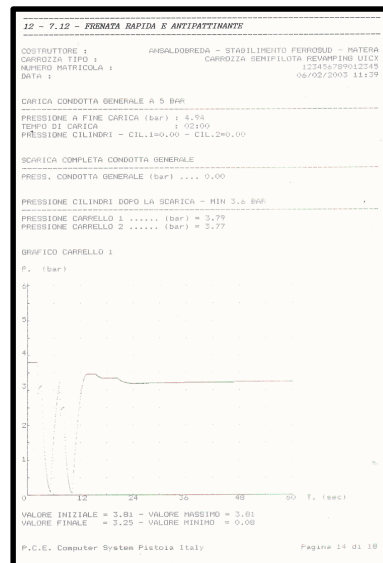 12 - 7.12 - FRENATA RAPIDA E ANTIPATTINANTE
COSTRUTTORE : ANSALDOBREDA - STABILIMENTO FERROSUD - MATERA
CARROZZA TIPO : CARROZZA SEMIPILOTA REVAMPING UICX
NUMERO MATRICOLA : 123456789012345
DATA : 06/02/2003 11:39
CARICA CONDOTTA GENERALE A 5 BAR
PRESSIONE A FINE CARICA (bar) : 4.94
TEMPO DI CARICA : 02:00
PRESSIONE CILINDRI - CIL.1=0.00 - CIL.2=0.00
SCARICA COMPLETA CONDOTTA GENERALE
PRESS. CONDOTTA GENERALE (bar) .... 0.00
PRESSIONE CILINDRI DOPO LA SCARICA - MIN 3.6 BAR
PRESSIONE CARRELLO 1 ...... (bar) = 3.79
PRESSIONE CARRELLO 2 ...... (bar) = 3.77
GRAFICO CARRELLO 1
P. (bar)
6
5
4
3
2
1
0 12 24 36 48 60 T. (sec)
VALORE INIZIALE = 3.81 - VALORE MASSIMO = 3.81
VALORE FINALE = 3.25 - VALORE MINIMO = 0.08
P.C.E. Computer System Pistoia Italy Pagina 14 di 18